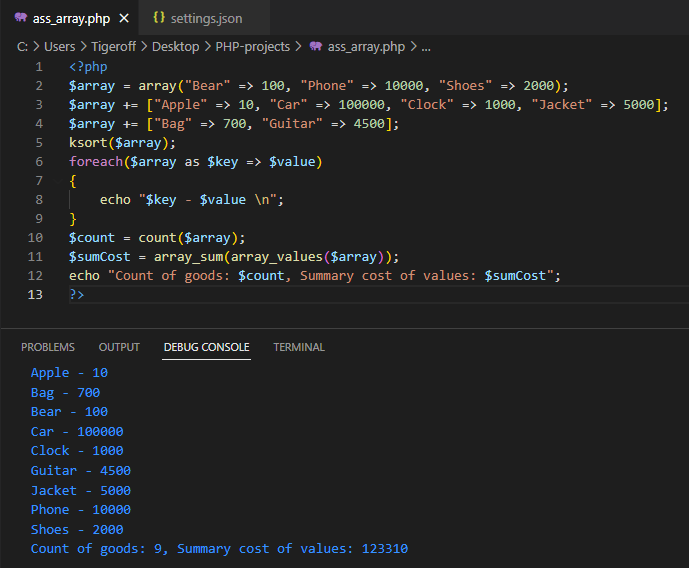 ass_array.php ✕ {} settings.json
C: > Users > Tigeroff > Desktop > PHP-projects > ass_array.php > ...
1 <?php
2 $array = array("Bear" => 100, "Phone" => 10000, "Shoes" => 2000);
3 $array += ["Apple" => 10, "Car" => 100000, "Clock" => 1000, "Jacket" => 5000];
4 $array += ["Bag" => 700, "Guitar" => 4500];
5 ksort($array);
6 foreach($array as $key => $value)
7 {
8     echo "$key - $value \n";
9 }
10 $count = count($array);
11 $sumCost = array_sum(array_values($array));
12 echo "Count of goods: $count, Summary cost of values: $sumCost";
13 ?>
PROBLEMS OUTPUT DEBUG CONSOLE TERMINAL
Apple - 10
Bag - 700
Bear - 100
Car - 100000
Clock - 1000
Guitar - 4500
Jacket - 5000
Phone - 10000
Shoes - 2000
Count of goods: 9, Summary cost of values: 123310